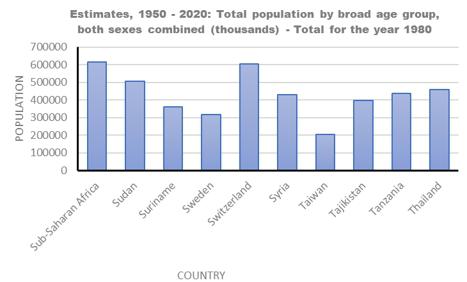 Estimates, 1950 - 2020: Total population by broad age group,
both sexes combined (thousands) - Total for the year 1980
700000
600000
500000
400000
300000
200000
100000
0
POPULATION
Sub-Saharan Africa
Sudan
Suriname
Sweden
Switzerland
Syria
Taiwan
Tajikistan
Tanzania
Thailand
COUNTRY